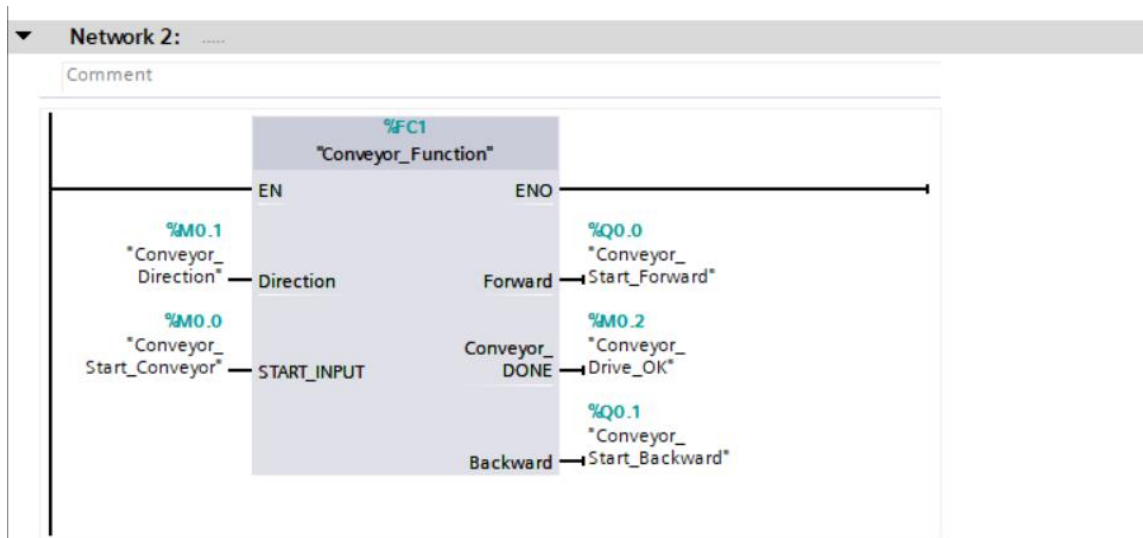 Network 2: .....
Comment
%FC1
"Conveyor_Function"
EN
ENO
%M0.1
"Conveyor_
Direction"
Direction
Forward
%Q0.0
"Conveyor_
Start_Forward"
%M0.0
"Conveyor_
Start_Conveyor"
START_INPUT
Conveyor_
DONE
%M0.2
"Conveyor_
Drive_OK"
Backward
%Q0.1
"Conveyor_
Start_Backward"